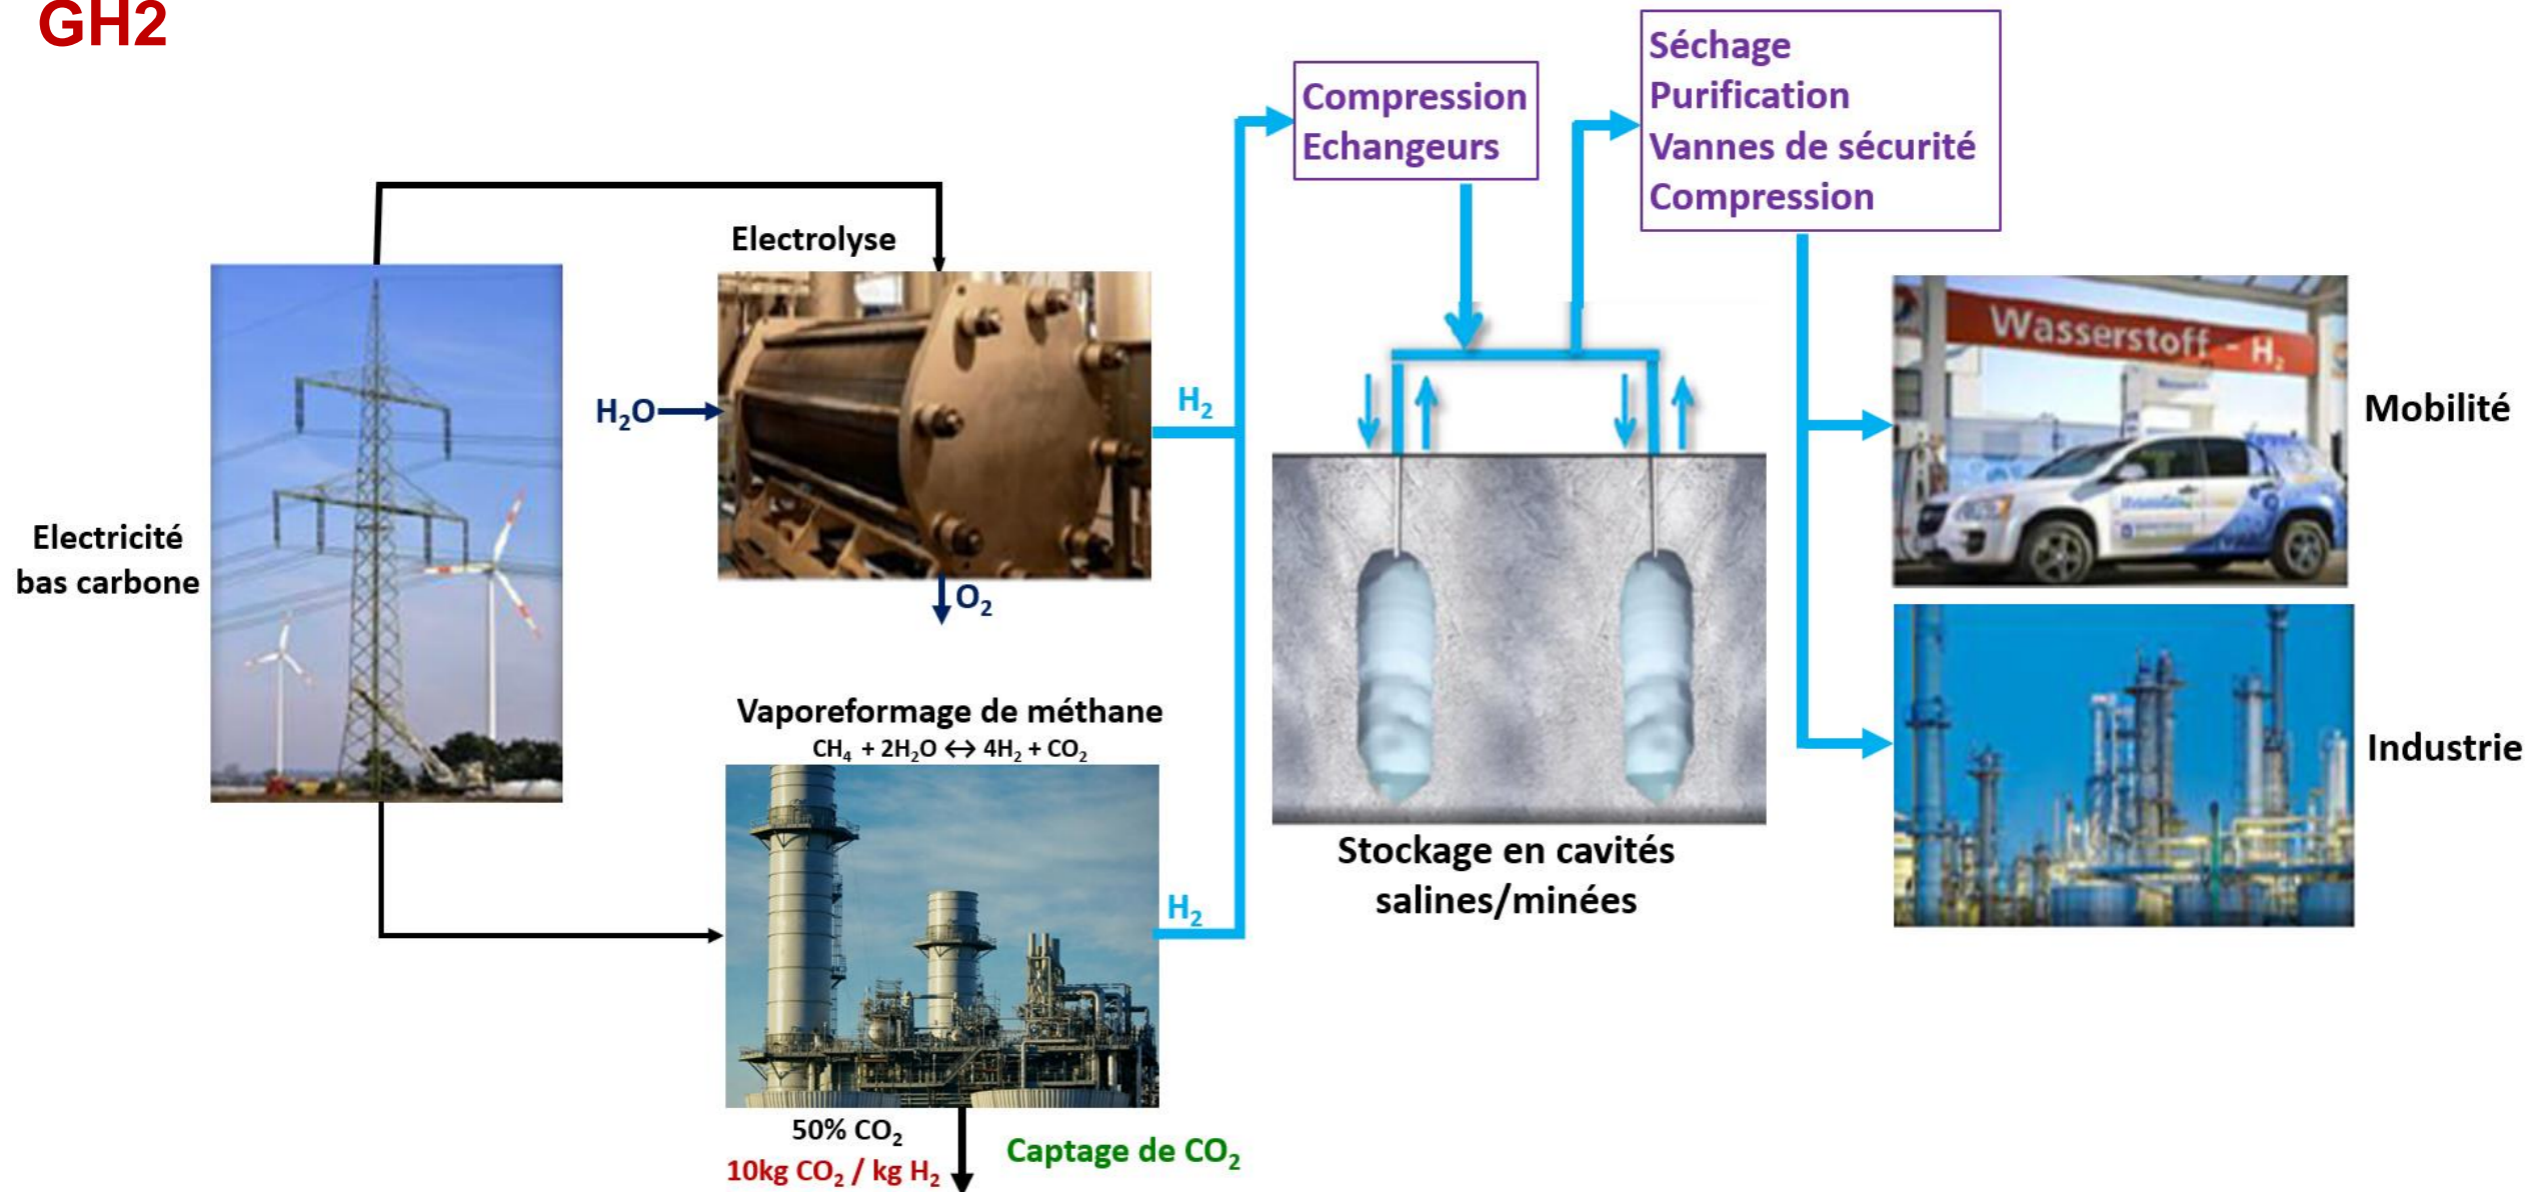 GH2
Compression
Echangeurs
Séchage
Purification
Vannes de sécurité
Compression
Electrolyse
H₂O
H₂
O₂
Electricité
bas carbone
Wasserstoff - H₂
Mobilité
Industrie
Vaporeformage de méthane
CH₄ + 2H₂O ↔ 4H₂ + CO₂
H₂
Stockage en cavités
salines/minées
50% CO₂
10kg CO₂ / kg H₂
Captage de CO₂